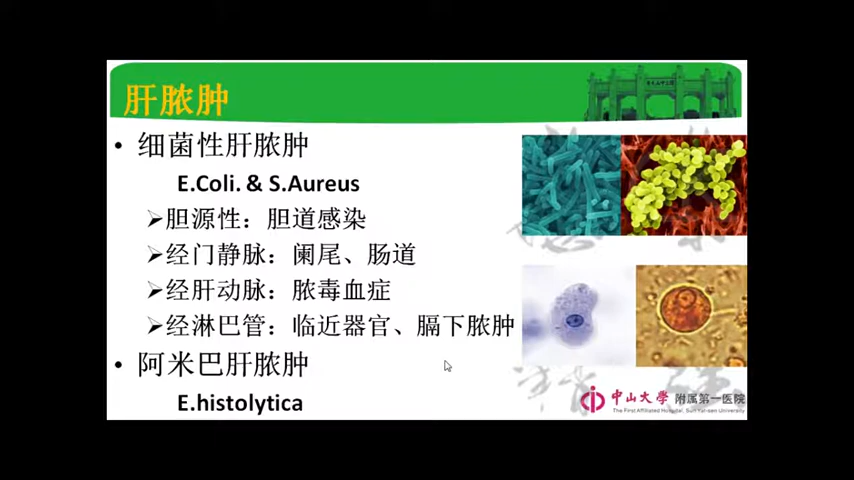 肝脓肿
• 细菌性肝脓肿
E.Coli. & S.Aureus
➢胆源性：胆道感染
➢经门静脉：阑尾、肠道
➢经肝动脉：脓毒血症
➢经淋巴管：临近器官、膈下脓肿
• 阿米巴肝脓肿
E.histolytica
中山大學 附属第一医院
The First Affiliated Hospital, Sun Yat-sen University